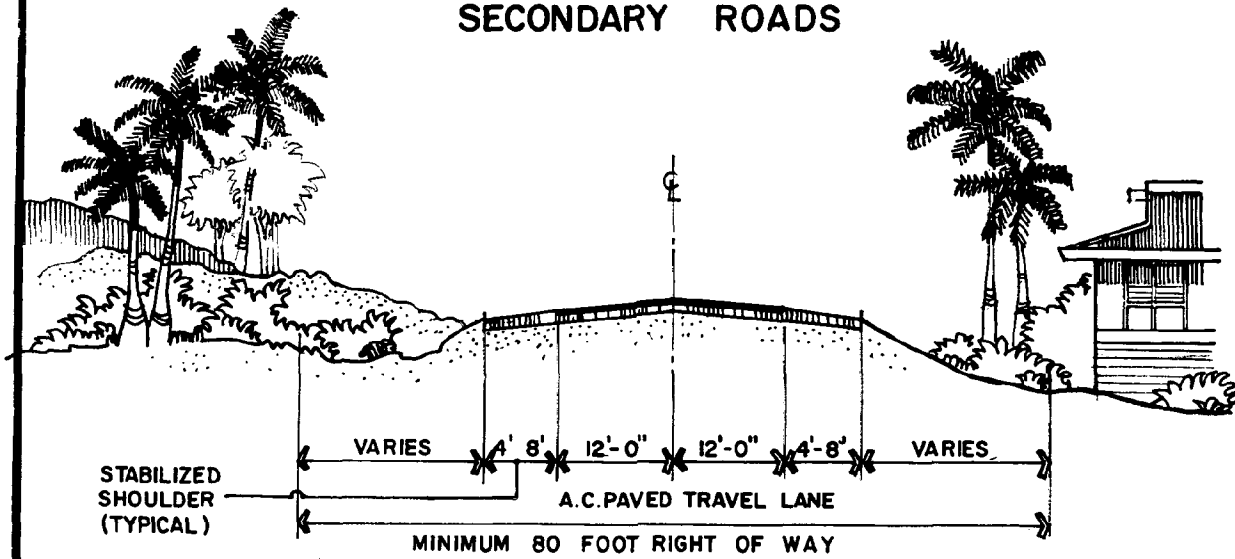 SECONDARY ROADS
℄
VARIES 4' 8' 12'-0" 12'-0" 4'-8' VARIES
STABILIZED
SHOULDER
(TYPICAL)
A.C. PAVED TRAVEL LANE
MINIMUM 80 FOOT RIGHT OF WAY